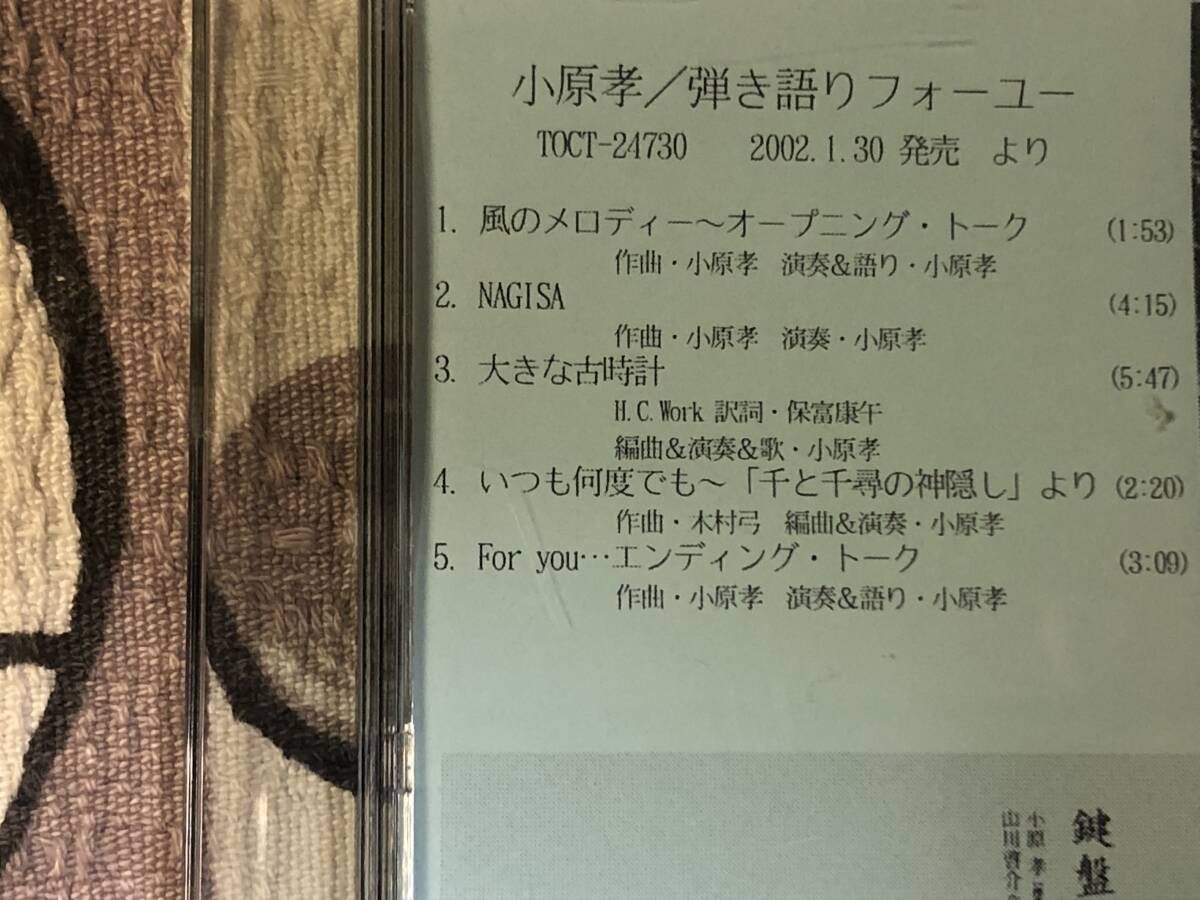 小原孝／弾き語りフォーユー
TOCT-24730 2002.1.30 発売 より
1. 風のメロディー～オープニング・トーク (1:53)
作曲・小原孝 演奏&語り・小原孝
2. NAGISA (4:15)
作曲・小原孝 演奏・小原孝
3. 大きな古時計 (5:47)
H.C.Work 訳詞・保富康午
編曲&演奏&歌・小原孝
4. いつも何度でも～「千と千尋の神隠し」より (2:20)
作曲・木村弓 編曲&演奏・小原孝
5. For you…エンディング・トーク (3:09)
作曲・小原孝 演奏&語り・小原孝
鍵盤
小原 孝
山川啓介